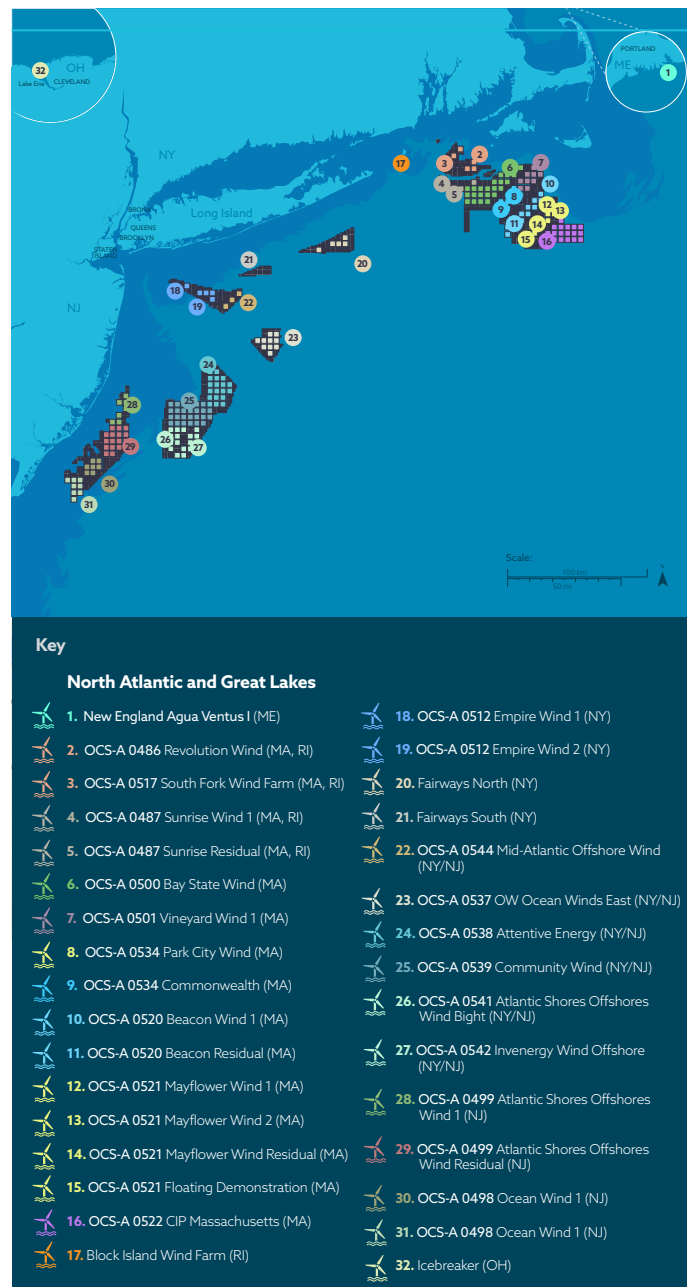 32
OH
Lake Erie
CLEVELAND
PORTLAND
ME
1
NY
17
3
2
6
7
4
5
8
10
9
12
13
11
14
15
16
Long Island
BRONX
QUEENS
BROOKLYN
STATEN
ISLAND
21
20
18
19
22
NJ
23
24
25
28
26
27
29
30
31
Scale:
100 km
50 mi
N
Key
North Atlantic and Great Lakes
1. New England Agua Ventus I (ME)
2. OCS-A 0486 Revolution Wind (MA, RI)
3. OCS-A 0517 South Fork Wind Farm (MA, RI)
4. OCS-A 0487 Sunrise Wind 1 (MA, RI)
5. OCS-A 0487 Sunrise Residual (MA, RI)
6. OCS-A 0500 Bay State Wind (MA)
7. OCS-A 0501 Vineyard Wind 1 (MA)
8. OCS-A 0534 Park City Wind (MA)
9. OCS-A 0534 Commonwealth (MA)
10. OCS-A 0520 Beacon Wind 1 (MA)
11. OCS-A 0520 Beacon Residual (MA)
12. OCS-A 0521 Mayflower Wind 1 (MA)
13. OCS-A 0521 Mayflower Wind 2 (MA)
14. OCS-A 0521 Mayflower Wind Residual (MA)
15. OCS-A 0521 Floating Demonstration (MA)
16. OCS-A 0522 CIP Massachusetts (MA)
17. Block Island Wind Farm (RI)
18. OCS-A 0512 Empire Wind 1 (NY)
19. OCS-A 0512 Empire Wind 2 (NY)
20. Fairways North (NY)
21. Fairways South (NY)
22. OCS-A 0544 Mid-Atlantic Offshore Wind
(NY/NJ)
23. OCS-A 0537 OW Ocean Winds East (NY/NJ)
24. OCS-A 0538 Attentive Energy (NY/NJ)
25. OCS-A 0539 Community Wind (NY/NJ)
26. OCS-A 0541 Atlantic Shores Offshores
Wind Bight (NY/NJ)
27. OCS-A 0542 Invenergy Wind Offshore
(NY/NJ)
28. OCS-A 0499 Atlantic Shores Offshores
Wind 1 (NJ)
29. OCS-A 0499 Atlantic Shores Offshores
Wind Residual (NJ)
30. OCS-A 0498 Ocean Wind 1 (NJ)
31. OCS-A 0498 Ocean Wind 1 (NJ)
32. Icebreaker (OH)